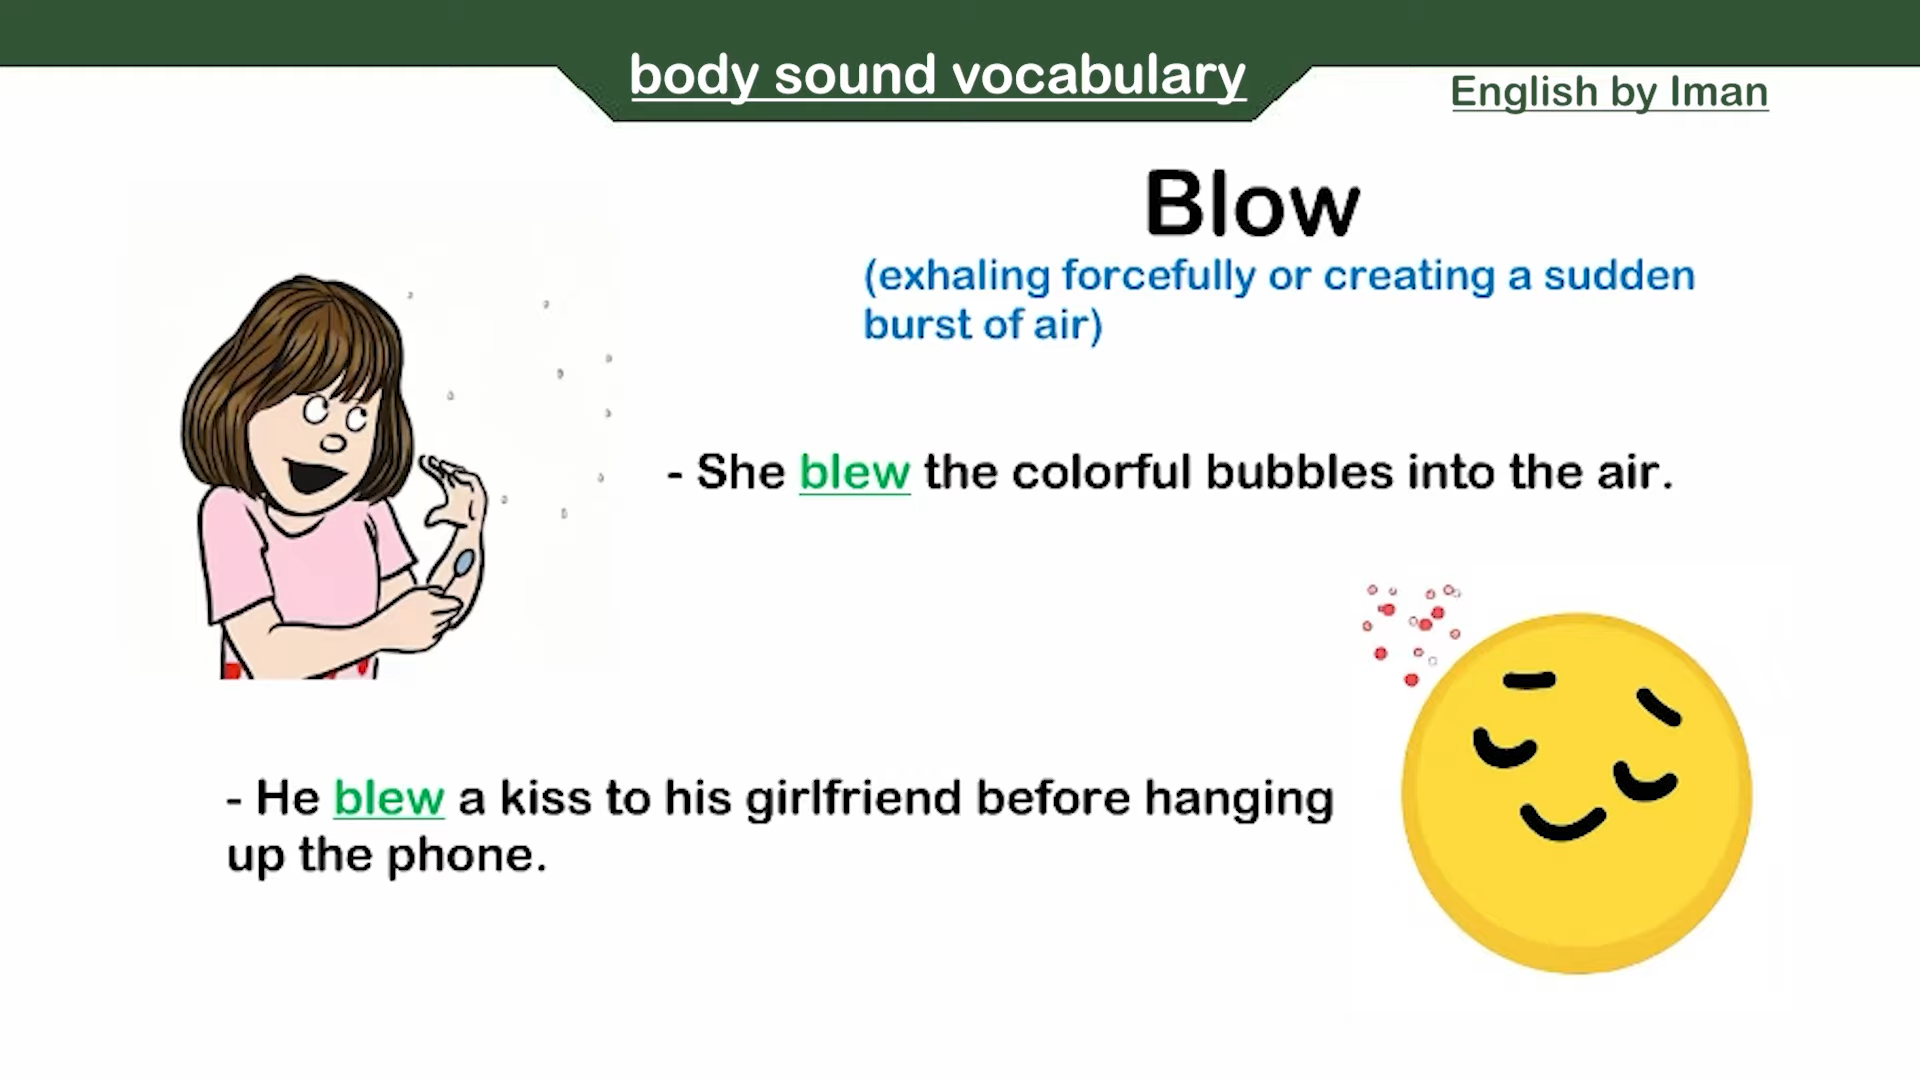 body sound vocabulary
English by Iman
Blow
(exhaling forcefully or creating a sudden
burst of air)
- She blew the colorful bubbles into the air.
- He blew a kiss to his girlfriend before hanging
up the phone.